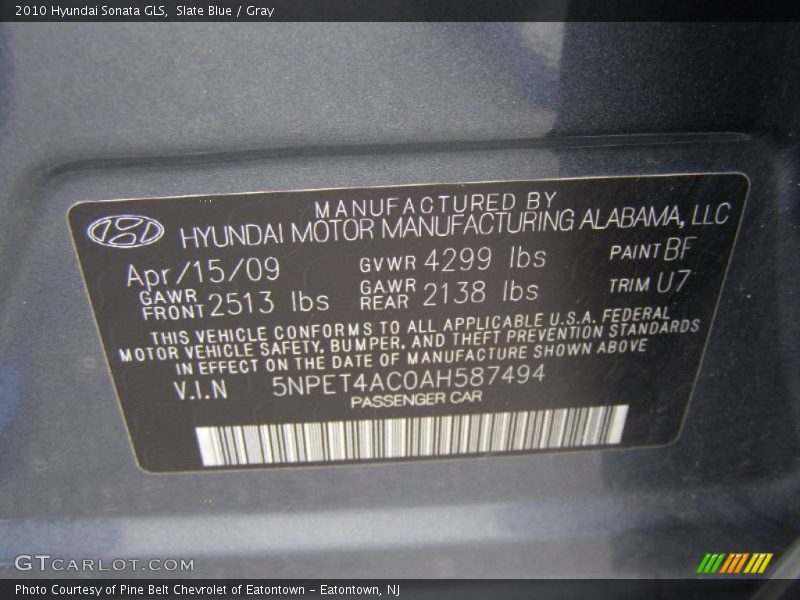 2010 Hyundai Sonata GLS, Slate Blue / Gray
MANUFACTURED BY
HYUNDAI MOTOR MANUFACTURING ALABAMA, LLC
Apr/15/09 GVWR 4299 lbs PAINT BF
GAWR FRONT 2513 lbs GAWR REAR 2138 lbs TRIM U7
THIS VEHICLE CONFORMS TO ALL APPLICABLE U.S.A. FEDERAL
MOTOR VEHICLE SAFETY, BUMPER, AND THEFT PREVENTION STANDARDS
IN EFFECT ON THE DATE OF MANUFACTURE SHOWN ABOVE
V.I.N 5NPET4AC0AH587494
PASSENGER CAR
GTCARLOT.COM
Photo Courtesy of Pine Belt Chevrolet of Eatontown - Eatontown, NJ